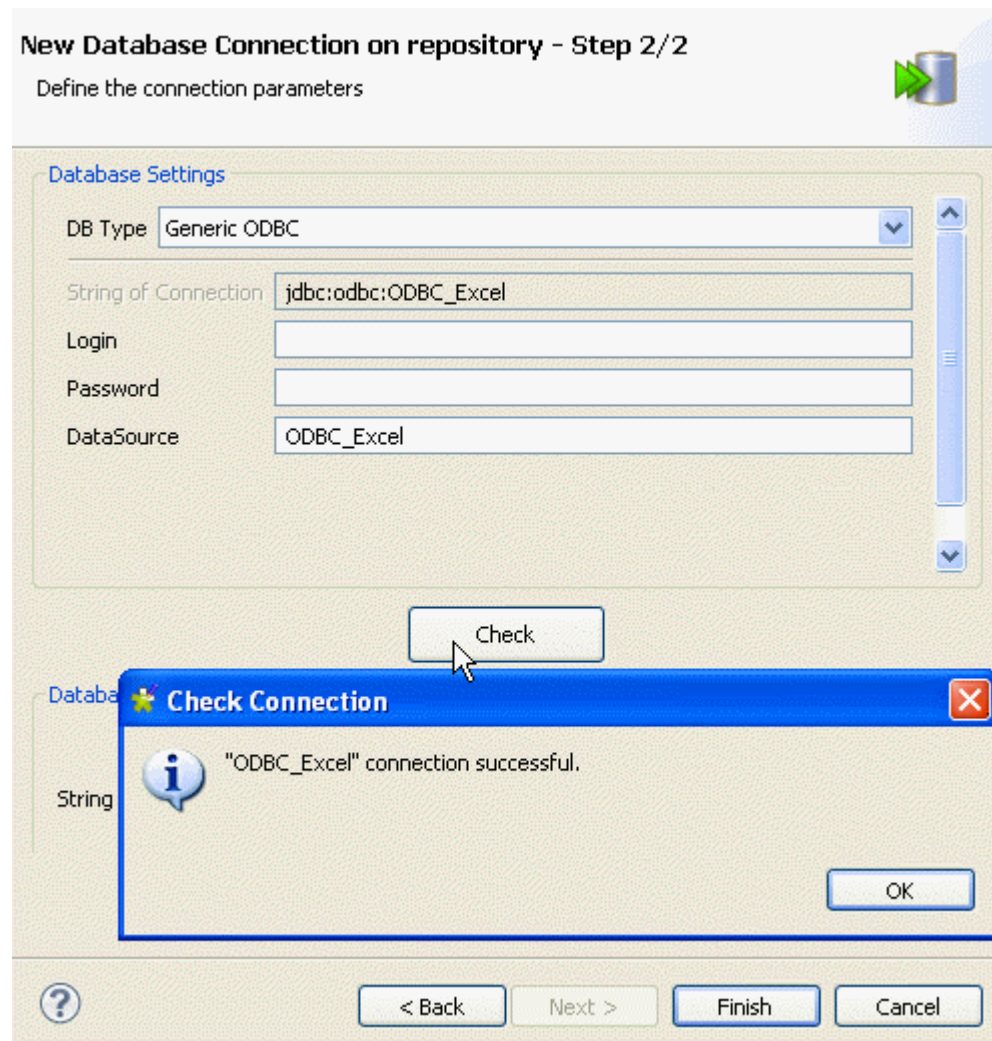 New Database Connection on repository - Step 2/2
Define the connection parameters
Database Settings
DB Type Generic ODBC
String of Connection jdbc:odbc:ODBC_Excel
Login
Password
DataSource ODBC_Excel
Check
Databa
Check Connection
"ODBC_Excel" connection successful.
String
OK
? < Back Next > Finish Cancel